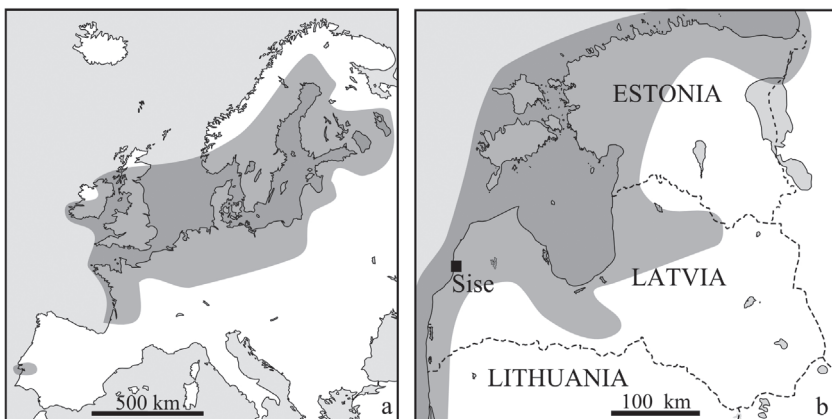 500 km
a
ESTONIA
Sise
LATVIA
LITHUANIA
100 km
b